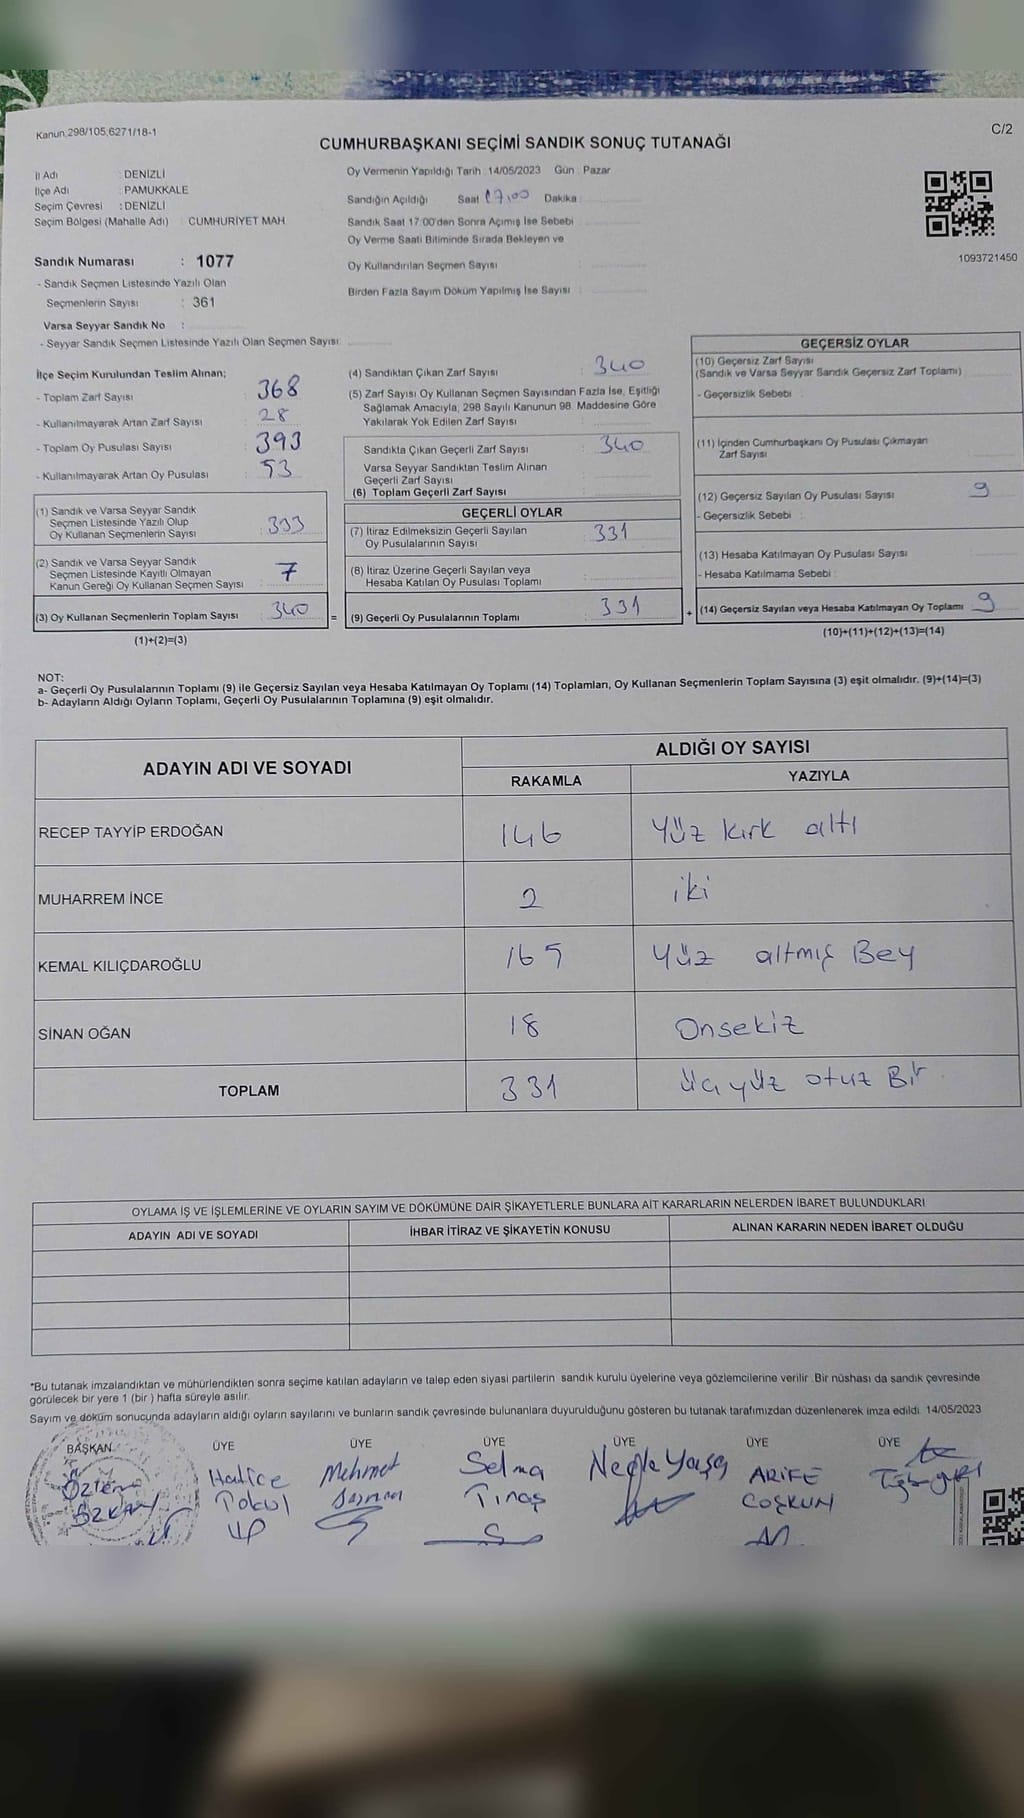 Kanun 298/105,6271/18-1
C/2
CUMHURBAŞKANI SEÇİMİ SANDIK SONUÇ TUTANAĞI
İl Adı : DENİZLİ
İlçe Adı : PAMUKKALE
Seçim Çevresi : DENİZLİ
Seçim Bölgesi (Mahalle Adı) : CUMHURİYET MAH
Sandık Numarası : 1077
- Sandık Seçmen Listesinde Yazılı Olan
Seçmenlerin Sayısı : 361
Varsa Seyyar Sandık No :
- Seyyar Sandık Seçmen Listesinde Yazılı Olan Seçmen Sayısı:
Oy Vermenin Yapıldığı Tarih : 14/05/2023 Gün : Pazar
Sandığın Açıldığı Saat 17,00 Dakika :
Sandık Saat 17:00'den Sonra Açımış İse Sebebi :
Oy Verme Saati Bitiminde Sırada Bekleyen ve
Oy Kullandırılan Seçmen Sayısı :
Birden Fazla Sayım Döküm Yapılmış İse Sayısı :
1093721450
İlçe Seçim Kurulundan Teslim Alınan;
- Toplam Zarf Sayısı : 368
- Kullanılmayarak Artan Zarf Sayısı : 28
- Toplam Oy Pusulası Sayısı : 393
- Kullanılmayarak Artan Oy Pusulası : 53
(1) Sandık ve Varsa Seyyar Sandık
Seçmen Listesinde Yazılı Olup
Oy Kullanan Seçmenlerin Sayısı : 333
(2) Sandık ve Varsa Seyyar Sandık
Seçmen Listesinde Kayıtlı Olmayan
Kanun Gereği Oy Kullanan Seçmen Sayısı : 7
(3) Oy Kullanan Seçmenlerin Toplam Sayısı : 340
(1)+(2)=(3)
(4) Sandıktan Çıkan Zarf Sayısı : 340
(5) Zarf Sayısı Oy Kullanan Seçmen Sayısından Fazla İse, Eşitliği
Sağlamak Amacıyla; 298 Sayılı Kanunun 98. Maddesine Göre
Yakılarak Yok Edilen Zarf Sayısı :
Sandıkta Çıkan Geçerli Zarf Sayısı : 340
Varsa Seyyar Sandıktan Teslim Alınan
Geçerli Zarf Sayısı :
(6) Toplam Geçerli Zarf Sayısı :
GEÇERLİ OYLAR
(7) İtiraz Edilmeksizin Geçerli Sayılan
Oy Pusulalarının Sayısı : 331
(8) İtiraz Üzerine Geçerli Sayılan veya
Hesaba Katılan Oy Pusulası Toplamı :
= (9) Geçerli Oy Pusulalarının Toplamı : 331
GEÇERSİZ OYLAR
(10) Geçersiz Zarf Sayısı
(Sandık ve Varsa Seyyar Sandık Geçersiz Zarf Toplamı)
- Geçersizlik Sebebi :
(11) İçinden Cumhurbaşkanı Oy Pusulası Çıkmayan
Zarf Sayısı
(12) Geçersiz Sayılan Oy Pusulası Sayısı 9
- Geçersizlik Sebebi :
(13) Hesaba Katılmayan Oy Pusulası Sayısı
- Hesaba Katılmama Sebebi :
+ (14) Geçersiz Sayılan veya Hesaba Katılmayan Oy Toplamı 9
(10)+(11)+(12)+(13)=(14)
NOT:
a- Geçerli Oy Pusulalarının Toplamı (9) ile Geçersiz Sayılan veya Hesaba Katılmayan Oy Toplamı (14) Toplamları, Oy Kullanan Seçmenlerin Toplam Sayısına (3) eşit olmalıdır. (9)+(14)=(3)
b- Adayların Aldığı Oyların Toplamı, Geçerli Oy Pusulalarının Toplamına (9) eşit olmalıdır.
ADAYIN ADI VE SOYADI
ALDIĞI OY SAYISI
RAKAMLA YAZIYLA
RECEP TAYYİP ERDOĞAN 146 Yüz kırk altı
MUHARREM İNCE 2 iki
KEMAL KILIÇDAROĞLU 165 Yüz altmış Beş
SİNAN OĞAN 18 Onsekiz
TOPLAM 331 üçyüz otuz Bir
OYLAMA İŞ VE İŞLEMLERİNE VE OYLARIN SAYIM VE DÖKÜMÜNE DAİR ŞİKAYETLERLE BUNLARA AİT KARARLARIN NELERDEN İBARET BULUNDUKLARI
ADAYIN ADI VE SOYADI İHBAR İTİRAZ VE ŞİKAYETİN KONUSU ALINAN KARARIN NEDEN İBARET OLDUĞU
*Bu tutanak imzalandıktan ve mühürlendikten sonra seçime katılan adayların ve talep eden siyasi partilerin sandık kurulu üyelerine veya gözlemcilerine verilir. Bir nüshası da sandık çevresinde
görülecek bir yere 1 (bir ) hafta süreyle asılır.
Sayım ve döküm sonucunda adayların aldığı oyların sayılarını ve bunların sandık çevresinde bulunanlara duyurulduğunu gösteren bu tutanak tarafımızdan düzenlenerek imza edildi. 14/05/2023
BAŞKAN ÜYE ÜYE ÜYE ÜYE ÜYE ÜYE
Özlem Hatice Mehmet Selma ARİFE
ÖZKAN Tokul Tınaş COŞKUN